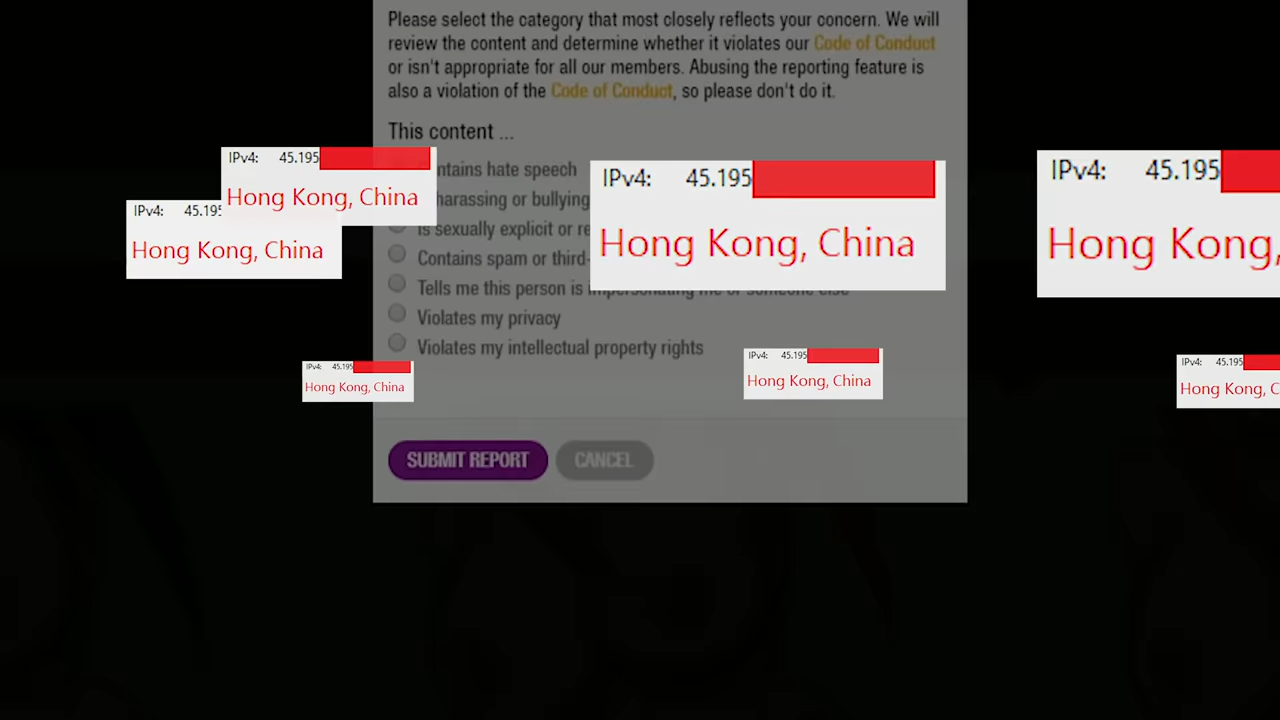 Please select the category that most closely reflects your concern. We will
review the content and determine whether it violates our Code of Conduct
or isn't appropriate for all our members. Abusing the reporting feature is
also a violation of the Code of Conduct, so please don't do it.
This content ...
IPv4: 45.195
Hong Kong, China
IPv4: 45.195
Hong Kong, China
IPv4: 45.195
Hong Kong, China
IPv4: 45.195
Hong Kong,
ntains hate speech
harassing or bullying
is sexually explicit or
Contains spam or third-
Tells me this person is impersonating me or someone else
Violates my privacy
Violates my intellectual property rights
IPv4: 45.195
Hong Kong, China
IPv4: 45.195
Hong Kong, China
IPv4: 45.195
Hong Kong, C
SUBMIT REPORT
CANCEL